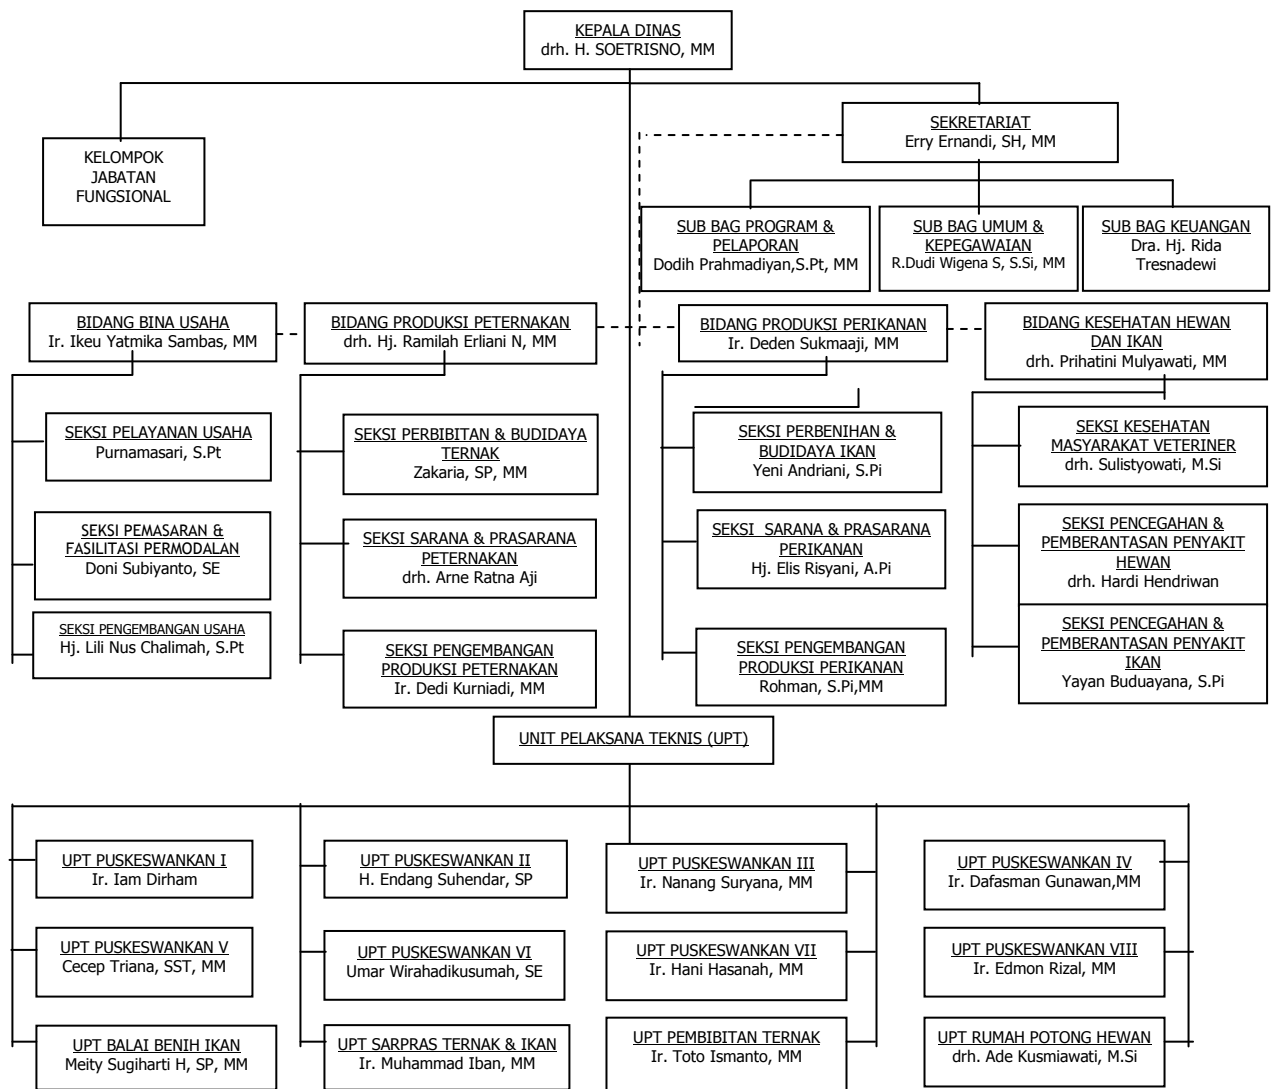 KEPALA DINAS
drh. H. SOETRISNO, MM
KELOMPOK
JABATAN
FUNGSIONAL
SEKRETARIAT
Erry Ernandi, SH, MM
SUB BAG PROGRAM &
PELAPORAN
Dodih Prahmadiyan,S.Pt, MM
SUB BAG UMUM &
KEPEGAWAIAN
R.Dudi Wigena S, S.Si, MM
SUB BAG KEUANGAN
Dra. Hj. Rida
Tresnadewi
BIDANG BINA USAHA
Ir. Ikeu Yatmika Sambas, MM
BIDANG PRODUKSI PETERNAKAN
drh. Hj. Ramilah Erliani N, MM
BIDANG PRODUKSI PERIKANAN
Ir. Deden Sukmaaji, MM
BIDANG KESEHATAN HEWAN
DAN IKAN
drh. Prihatini Mulyawati, MM
SEKSI PELAYANAN USAHA
Purnamasari, S.Pt
SEKSI PERBIBITAN & BUDIDAYA
TERNAK
Zakaria, SP, MM
SEKSI PERBENIHAN &
BUDIDAYA IKAN
Yeni Andriani, S.Pi
SEKSI KESEHATAN
MASYARAKAT VETERINER
drh. Sulistyowati, M.Si
SEKSI PEMASARAN &
FASILITASI PERMODALAN
Doni Subiyanto, SE
SEKSI SARANA & PRASARANA
PETERNAKAN
drh. Arne Ratna Aji
SEKSI SARANA & PRASARANA
PERIKANAN
Hj. Elis Risyani, A.Pi
SEKSI PENCEGAHAN &
PEMBERANTASAN PENYAKIT
HEWAN
drh. Hardi Hendriwan
SEKSI PENGEMBANGAN USAHA
Hj. Lili Nus Chalimah, S.Pt
SEKSI PENGEMBANGAN
PRODUKSI PETERNAKAN
Ir. Dedi Kurniadi, MM
SEKSI PENGEMBANGAN
PRODUKSI PERIKANAN
Rohman, S.Pi,MM
SEKSI PENCEGAHAN &
PEMBERANTASAN PENYAKIT
IKAN
Yayan Buduayana, S.Pi
UNIT PELAKSANA TEKNIS (UPT)
UPT PUSKESWANKAN I
Ir. Iam Dirham
UPT PUSKESWANKAN II
H. Endang Suhendar, SP
UPT PUSKESWANKAN III
Ir. Nanang Suryana, MM
UPT PUSKESWANKAN IV
Ir. Dafasman Gunawan,MM
UPT PUSKESWANKAN V
Cecep Triana, SST, MM
UPT PUSKESWANKAN VI
Umar Wirahadikusumah, SE
UPT PUSKESWANKAN VII
Ir. Hani Hasanah, MM
UPT PUSKESWANKAN VIII
Ir. Edmon Rizal, MM
UPT BALAI BENIH IKAN
Meity Sugiharti H, SP, MM
UPT SARPRAS TERNAK & IKAN
Ir. Muhammad Iban, MM
UPT PEMBIBITAN TERNAK
Ir. Toto Ismanto, MM
UPT RUMAH POTONG HEWAN
drh. Ade Kusmiawati, M.Si